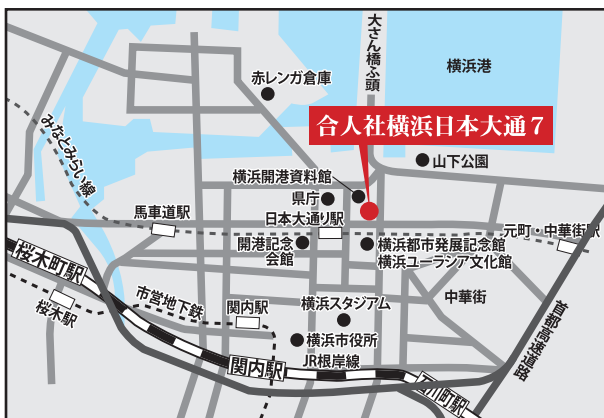 大さん橋ふ頭
横浜港
赤レンガ倉庫
合人社横浜日本大通7
みなとみらい線
山下公園
横浜開港資料館
県庁
馬車道駅
日本大通り駅
元町・中華街駅
開港記念
会館
横浜都市発展記念館
横浜ユーラシア文化館
桜木町駅
桜木駅
市営地下鉄
関内駅
横浜スタジアム
中華街
首都高速道路
横浜市役所
JR根岸線
関内駅
石川町駅